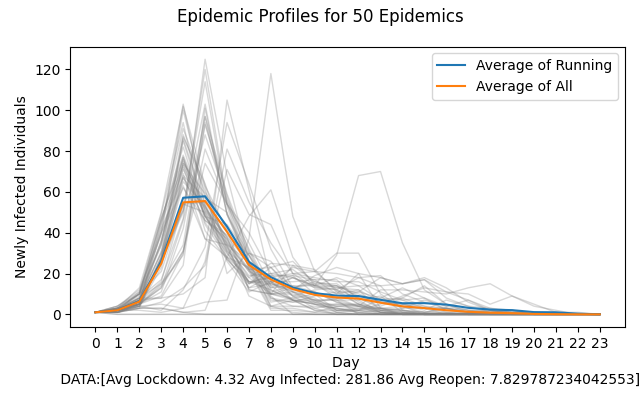 Epidemic Profiles for 50 Epidemics
Average of Running
Average of All
Newly Infected Individuals
120
100
80
60
40
20
0
0 1 2 3 4 5 6 7 8 9 10 11 12 13 14 15 16 17 18 19 20 21 22 23
Day
DATA:[Avg Lockdown: 4.32 Avg Infected: 281.86 Avg Reopen: 7.829787234042553]